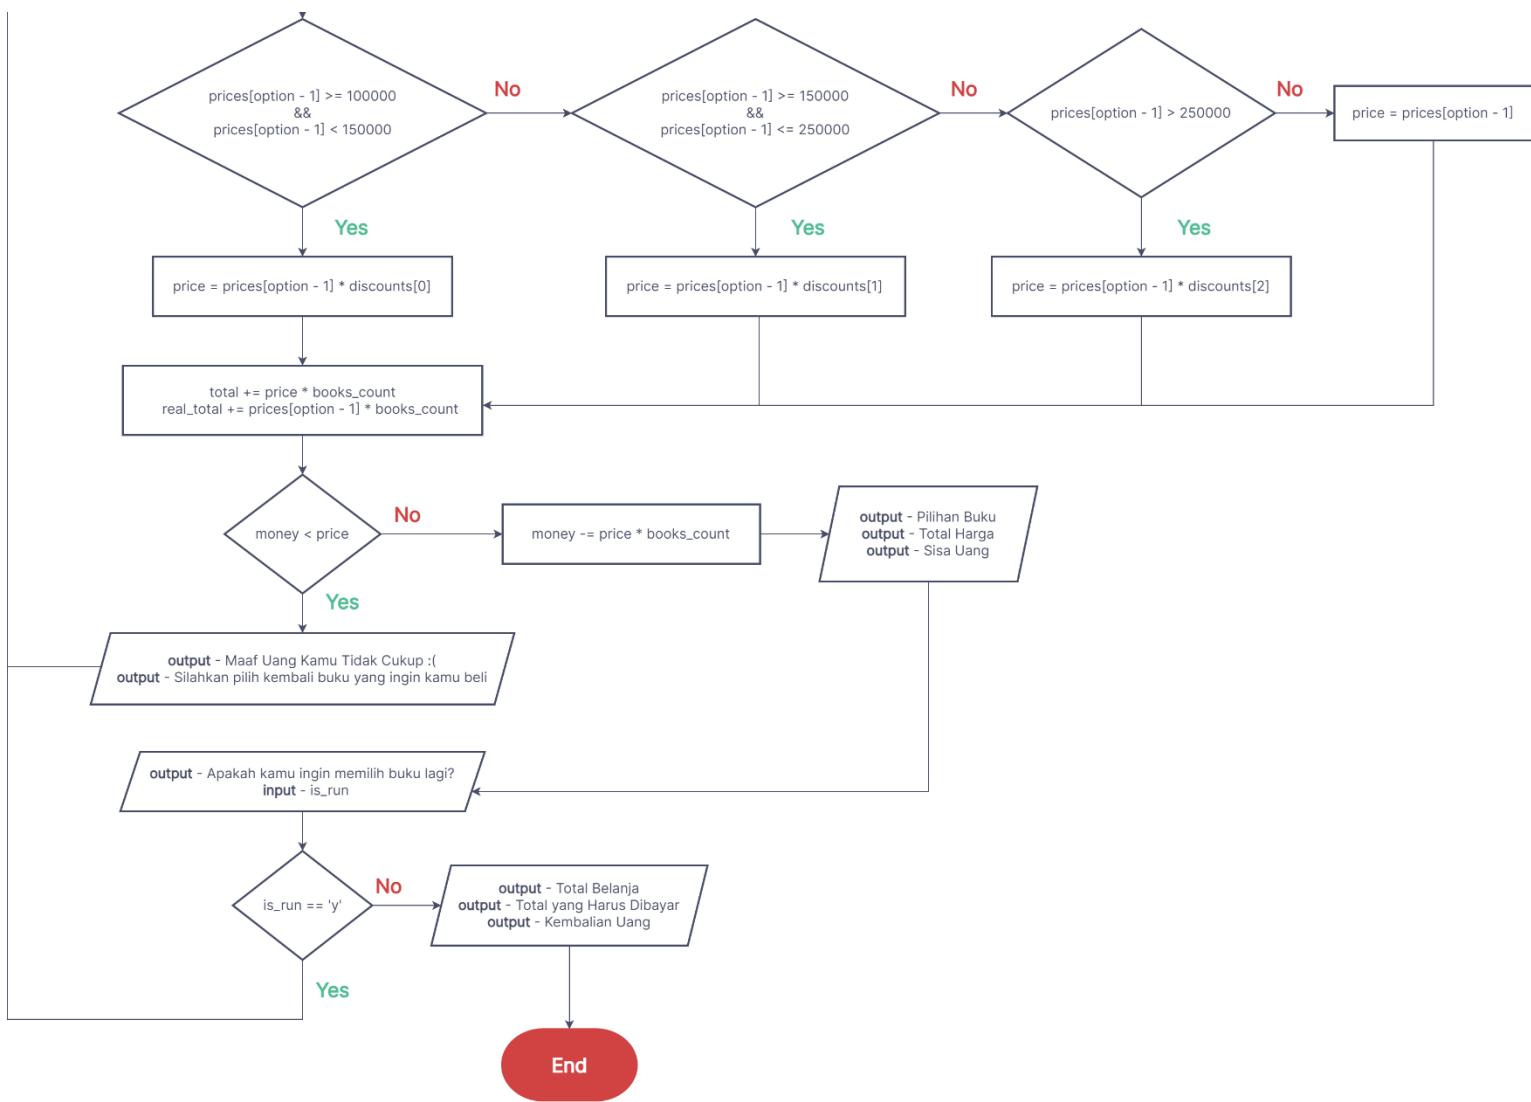 prices[option - 1] >= 100000
&&
prices[option - 1] < 150000
No
prices[option - 1] >= 150000
&&
prices[option - 1] <= 250000
No
prices[option - 1] > 250000
No
price = prices[option - 1]
Yes
Yes
Yes
price = prices[option - 1] * discounts[0]
price = prices[option - 1] * discounts[1]
price = prices[option - 1] * discounts[2]
total += price * books_count
real_total += prices[option - 1] * books_count
money < price
No
money -= price * books_count
output - Pilihan Buku
output - Total Harga
output - Sisa Uang
Yes
output - Maaf Uang Kamu Tidak Cukup :(
output - Silahkan pilih kembali buku yang ingin kamu beli
output - Apakah kamu ingin memilih buku lagi?
input - is_run
is_run == 'y'
No
output - Total Belanja
output - Total yang Harus Dibayar
output - Kembalian Uang
Yes
End